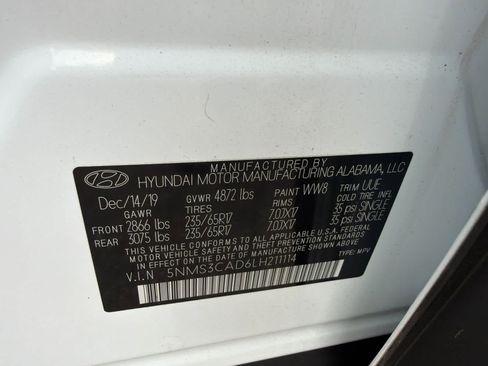 MANUFACTURED BY
HYUNDAI MOTOR MANUFACTURING ALABAMA, LLC
Dec/14/19 GVWR 4872 lbs PAINT WW8 TRIM UUE
GAWR TIRES RIMS COLD TIRE INFL
FRONT 2866 lbs 235/65R17 7.0JX17 35 psi SINGLE
REAR 3075 lbs 235/65R17 7.0JX17 35 psi SINGLE
THIS VEHICLE CONFORMS TO ALL APPLICABLE U.S.A. FEDERAL
MOTOR VEHICLE SAFETY AND THEFT PREVENTION STANDARDS
IN EFFECT ON THE DATE OF MANUFACTURE SHOWN ABOVE
V.I.N 5NMS3CAD6LH211114 TYPE: MPV